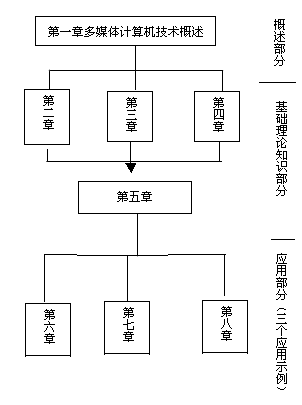 第一章多媒体计算机技术概述
概述部分
第二章
第三章
第四章
基础理论知识部分
第五章
第六章
第七章
第八章
应用部分（三个应用示例）